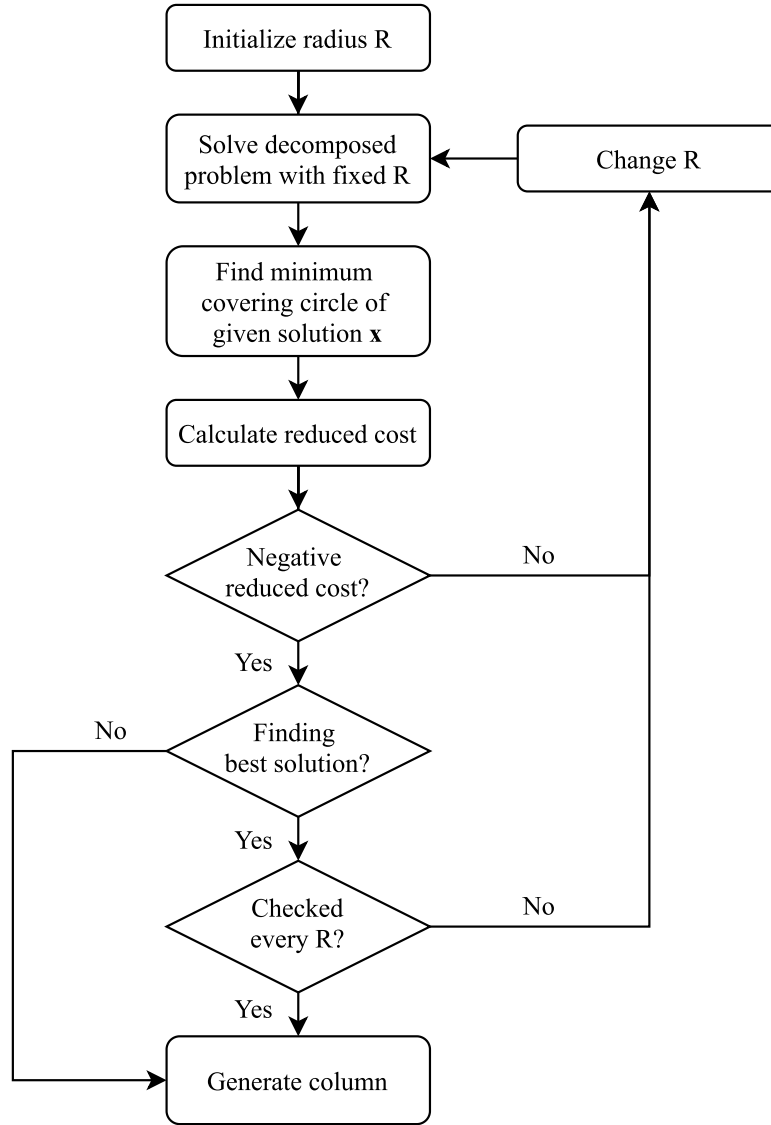 Initialize radius R
Solve decomposed
problem with fixed R
Change R
Find minimum
covering circle of
given solution x
Calculate reduced cost
Negative
reduced cost?
No
Yes
No
Finding
best solution?
Yes
Checked
every R?
No
Yes
Generate column